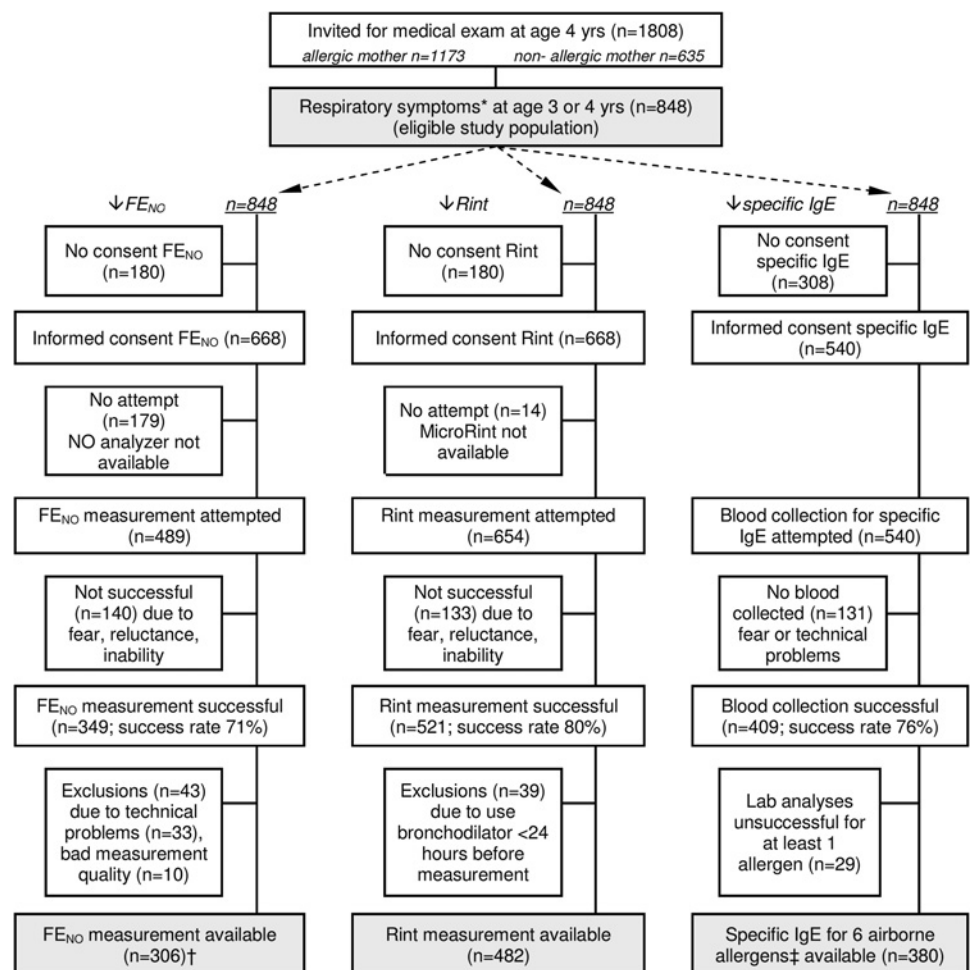 Invited for medical exam at age 4 yrs (n=1808)
allergic mother n=1173 non- allergic mother n=635
Respiratory symptoms* at age 3 or 4 yrs (n=848)
(eligible study population)
↓FENO n=848
No consent FENO
(n=180)
Informed consent FENO (n=668)
No attempt
(n=179)
NO analyzer not
available
FENO measurement attempted
(n=489)
Not successful
(n=140) due to
fear, reluctance,
inability
FENO measurement successful
(n=349; success rate 71%)
Exclusions (n=43)
due to technical
problems (n=33),
bad measurement
quality (n=10)
FENO measurement available
(n=306)†
↓Rint n=848
No consent Rint
(n=180)
Informed consent Rint (n=668)
No attempt (n=14)
MicroRint not
available
Rint measurement attempted
(n=654)
Not successful
(n=133) due to
fear, reluctance,
inability
Rint measurement successful
(n=521; success rate 80%)
Exclusions (n=39)
due to use
bronchodilator <24
hours before
measurement
Rint measurement available
(n=482)
↓specific IgE n=848
No consent
specific IgE
(n=308)
Informed consent specific IgE
(n=540)
Blood collection for specific
IgE attempted (n=540)
No blood
collected (n=131)
fear or technical
problems
Blood collection successful
(n=409; success rate 76%)
Lab analyses
unsuccessful for
at least 1
allergen (n=29)
Specific IgE for 6 airborne
allergens‡ available (n=380)